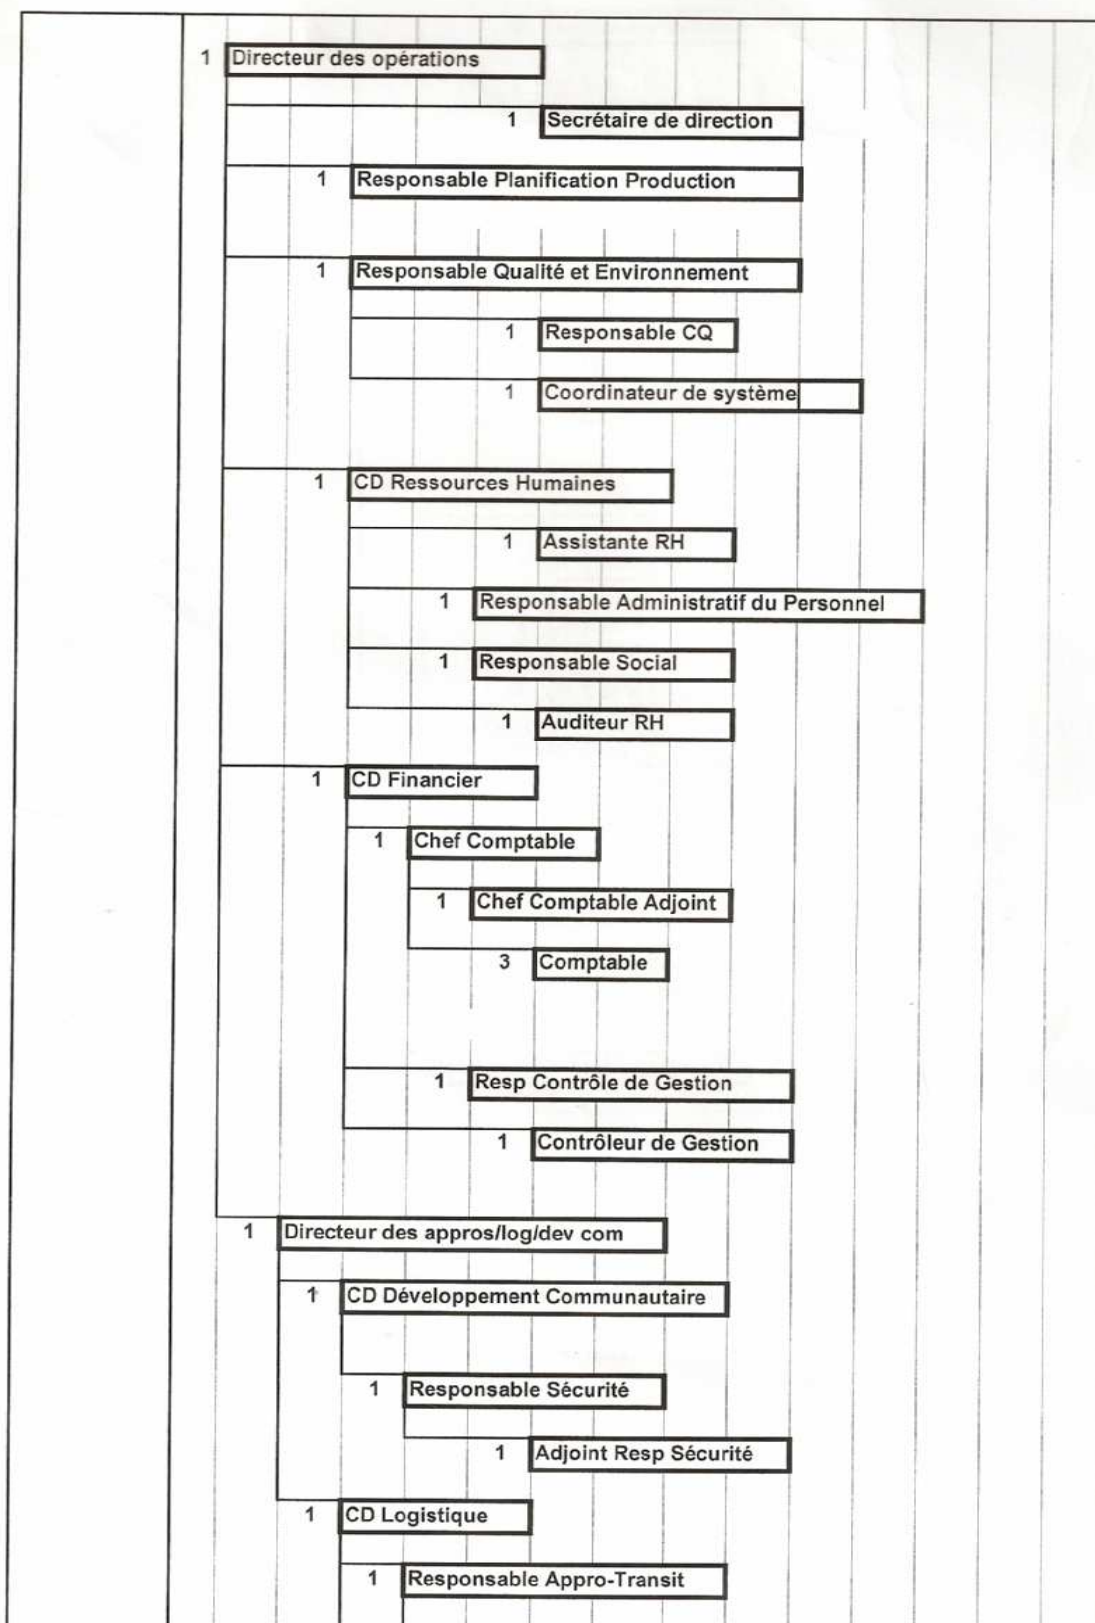 1 Directeur des opérations
1 Secrétaire de direction
1 Responsable Planification Production
1 Responsable Qualité et Environnement
1 Responsable CQ
1 Coordinateur de système
1 CD Ressources Humaines
1 Assistante RH
1 Responsable Administratif du Personnel
1 Responsable Social
1 Auditeur RH
1 CD Financier
1 Chef Comptable
1 Chef Comptable Adjoint
3 Comptable
1 Resp Contrôle de Gestion
1 Contrôleur de Gestion
1 Directeur des appros/log/dev com
1 CD Développement Communautaire
1 Responsable Sécurité
1 Adjoint Resp Sécurité
1 CD Logistique
1 Responsable Appro-Transit